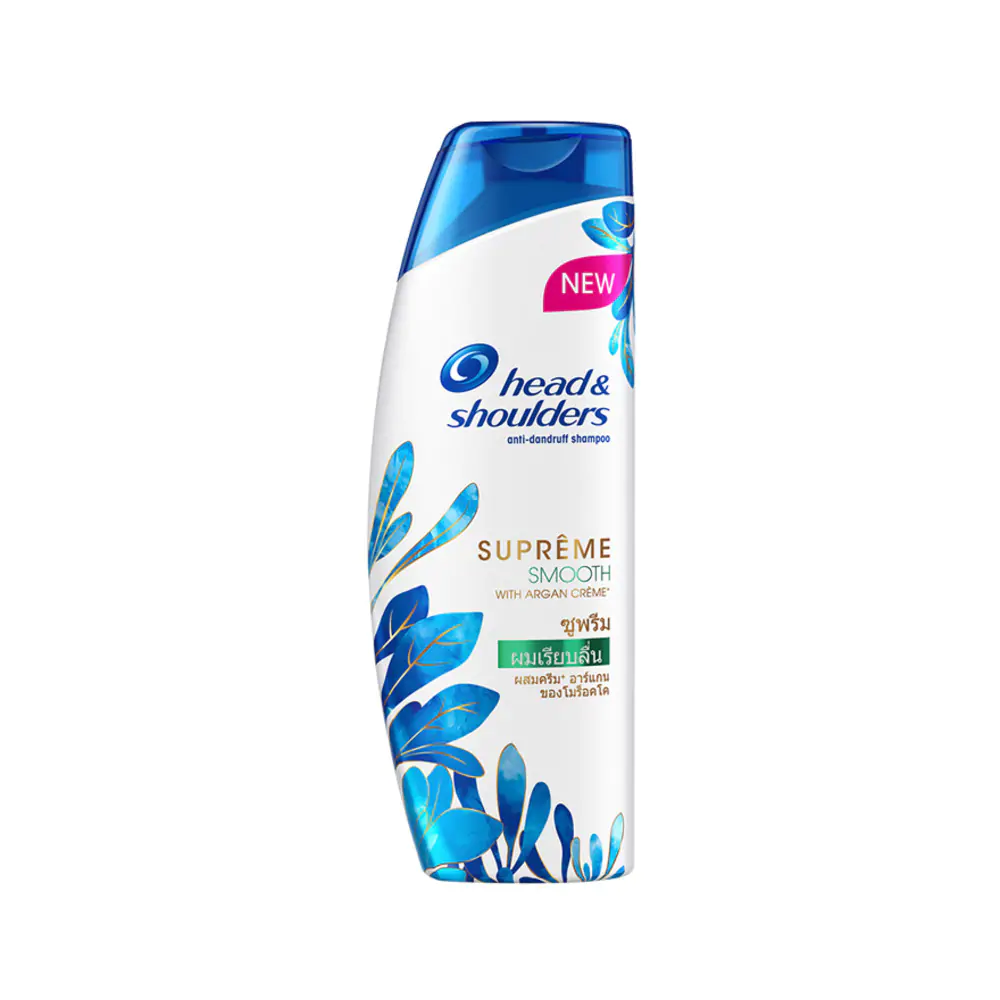 NEW
head &
shoulders
anti-dandruff shampoo
SUPRÊME
SMOOTH
WITH ARGAN CRÈME*
ซูพรีม
ผมเรียบลื่น
ผสมครีม* อาร์แกน
ของโมร็อคโค